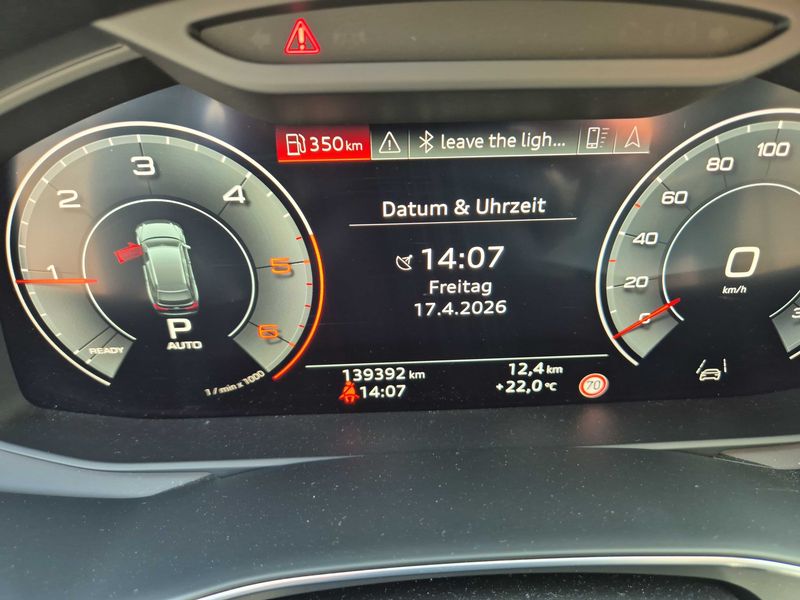 350 km
leave the ligh...
Datum & Uhrzeit
14:07
Freitag
17.4.2026
139392 km
12,4 km
14:07
+22,0 °C
70
1 2 3 4 5 6
READY
P
AUTO
1 / min x 1000
0 20 40 60 80 100
0
km/h